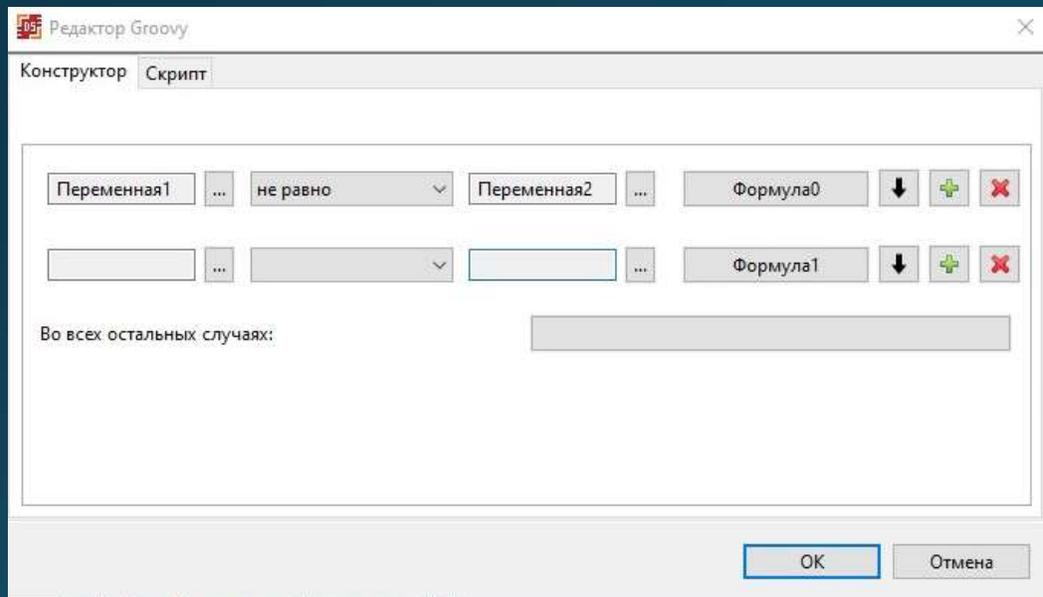 Редактор Groovy
Конструктор Скрипт
Переменная1 ... не равно Переменная2 ... Формула0
... ... Формула1
Во всех остальных случаях:
OK Отмена